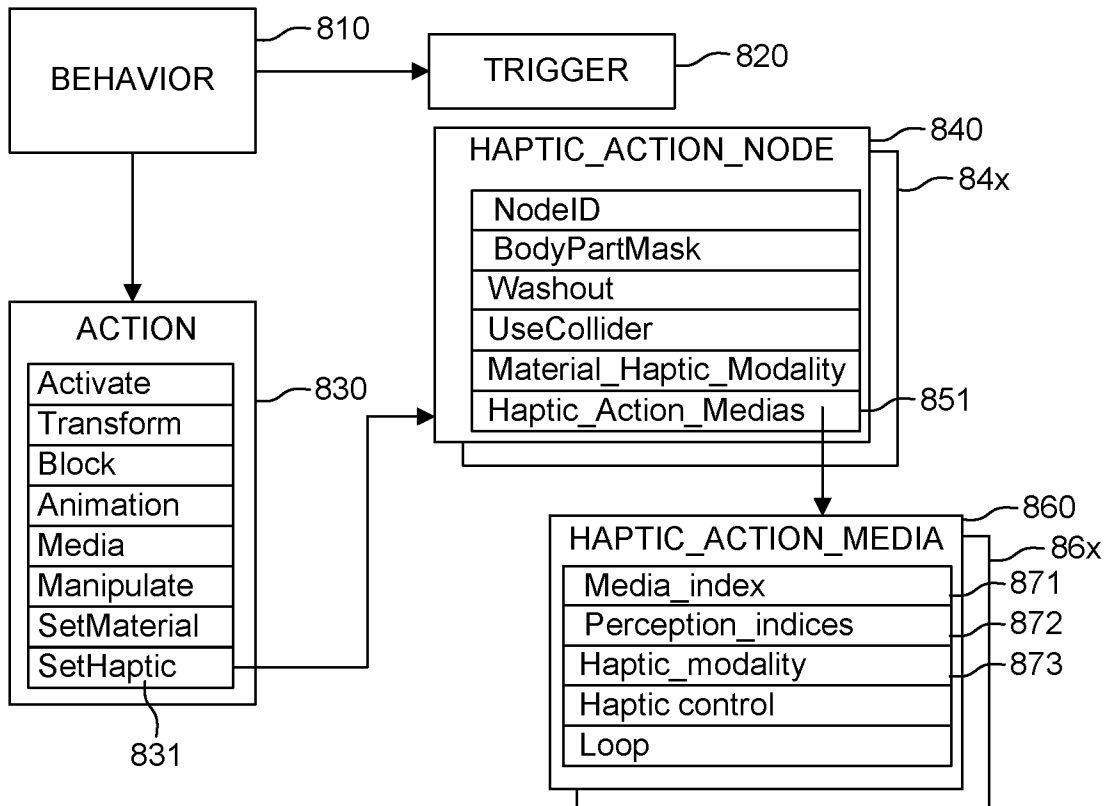 BEHAVIOR
810
TRIGGER
820
HAPTIC_ACTION_NODE
840
84x
NodeID
BodyPartMask
Washout
UseCollider
Material_Haptic_Modality
Haptic_Action_Medias
851
ACTION
830
Activate
Transform
Block
Animation
Media
Manipulate
SetMaterial
SetHaptic
831
HAPTIC_ACTION_MEDIA
860
86x
Media_index
871
Perception_indices
872
Haptic_modality
873
Haptic control
Loop